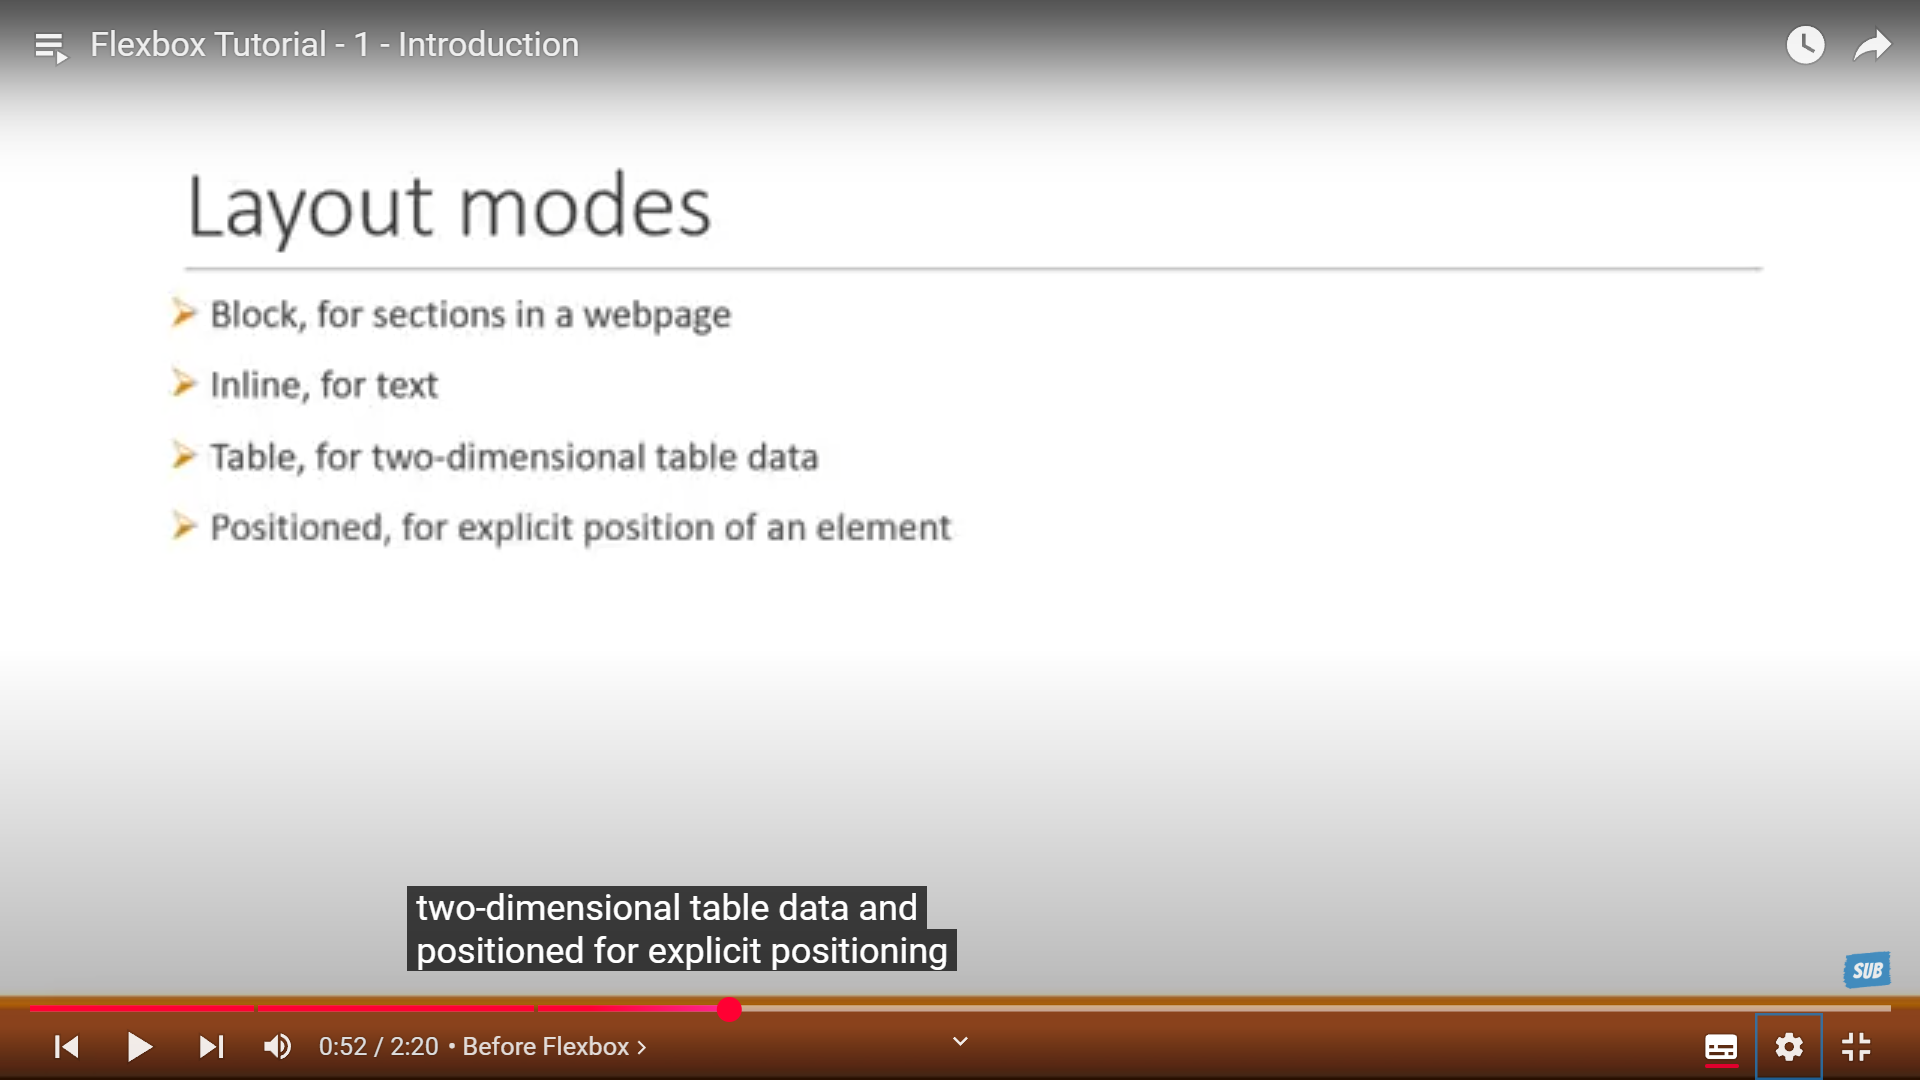 Flexbox Tutorial - 1 - Introduction
Layout modes
Block, for sections in a webpage
Inline, for text
Table, for two-dimensional table data
Positioned, for explicit position of an element
two-dimensional table data and
positioned for explicit positioning
SUB
0:52 / 2:20 • Before Flexbox >